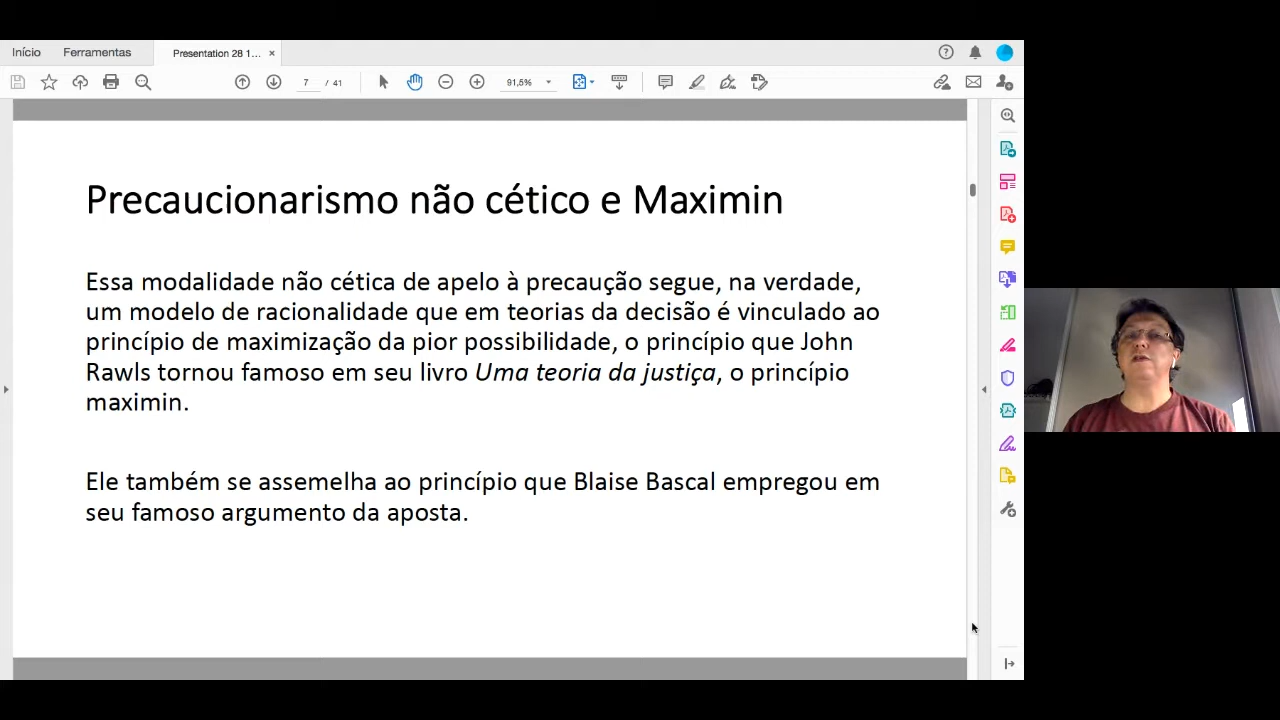 Início Ferramentas Presentation 28 1... ×
7 / 41 91,5%
Precaucionarismo não cético e Maximin
Essa modalidade não cética de apelo à precaução segue, na verdade,
um modelo de racionalidade que em teorias da decisão é vinculado ao
princípio de maximização da pior possibilidade, o princípio que John
Rawls tornou famoso em seu livro Uma teoria da justiça, o princípio
maximin.
Ele também se assemelha ao princípio que Blaise Bascal empregou em
seu famoso argumento da aposta.